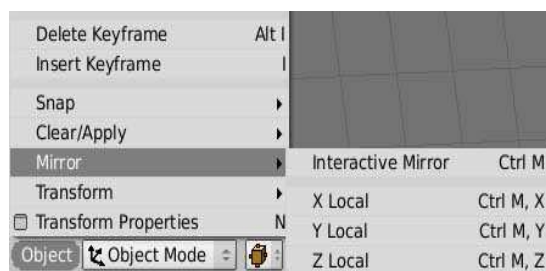 Delete Keyframe Alt I
Insert Keyframe I
Snap
Clear/Apply
Mirror
Interactive Mirror Ctrl M
Transform
X Local Ctrl M, X
Transform Properties N
Y Local Ctrl M, Y
Object Object Mode
Z Local Ctrl M, Z